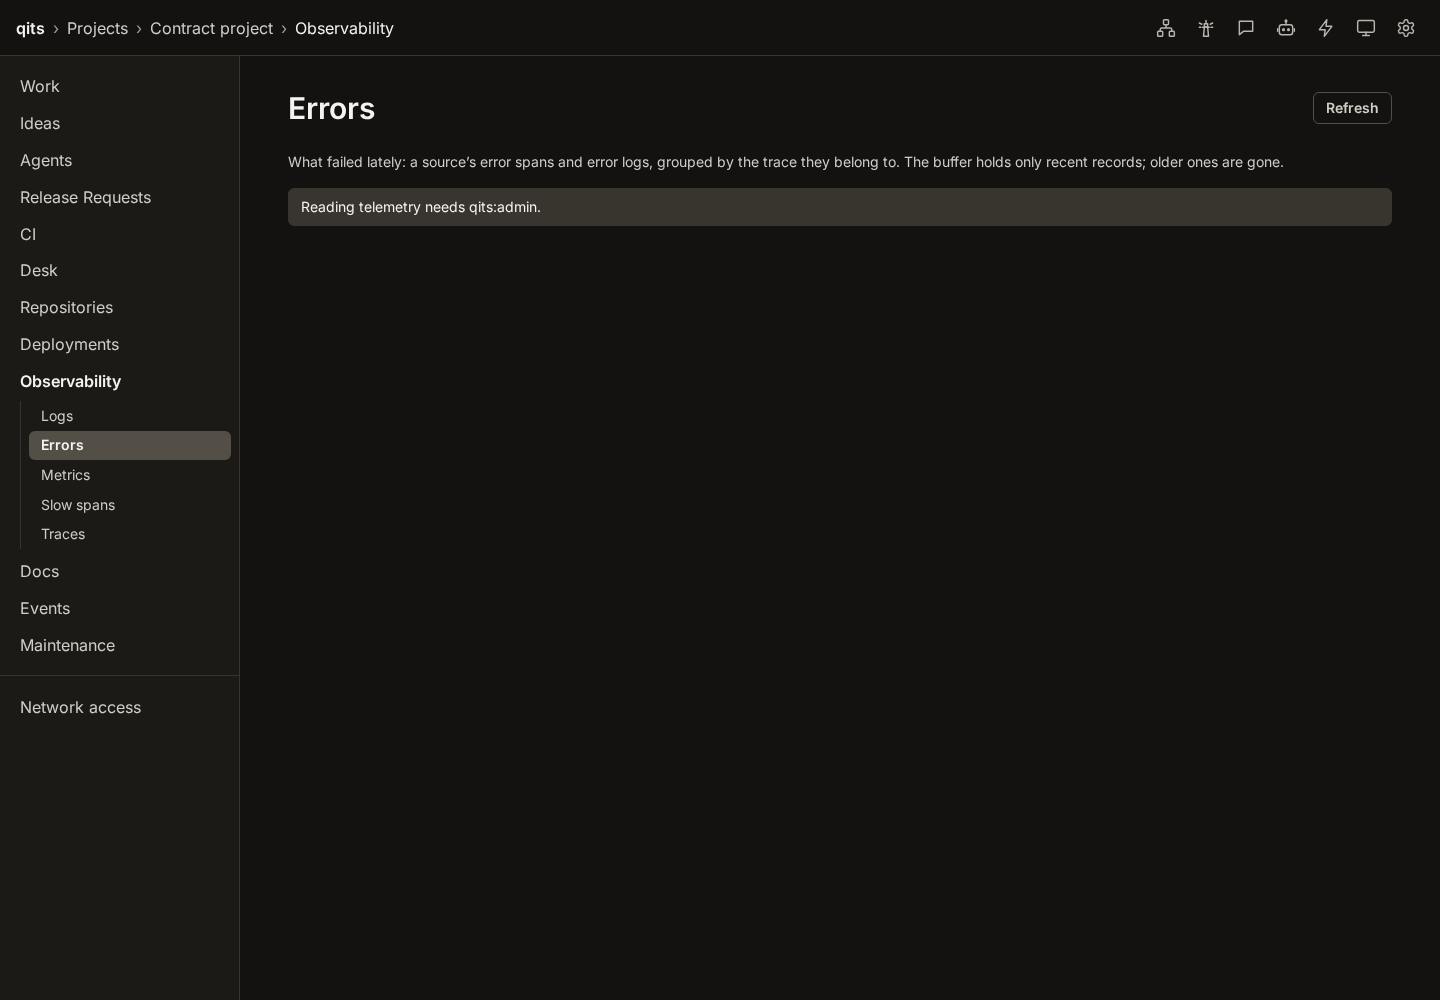 qits › Projects › Contract project › Observability
Work
Ideas
Agents
Release Requests
CI
Desk
Repositories
Deployments
Observability
Logs
Errors
Metrics
Slow spans
Traces
Docs
Events
Maintenance
Network access
Errors
Refresh
What failed lately: a source’s error spans and error logs, grouped by the trace they belong to. The buffer holds only recent records; older ones are gone.
Reading telemetry needs qits:admin.